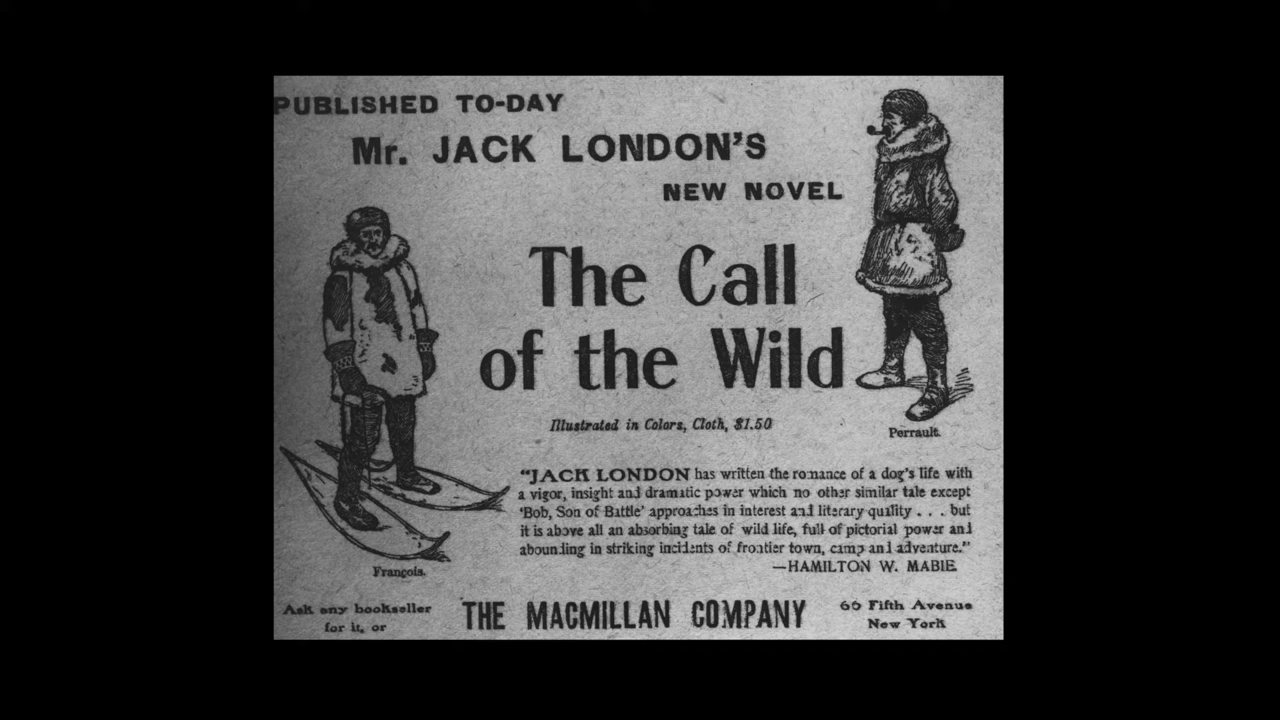 PUBLISHED TO-DAY
Mr. JACK LONDON'S
NEW NOVEL
The Call
of the Wild
Illustrated in Colors, Cloth, $1.50
Perrault.
"JACK LONDON has written the romance of a dog's life with
a vigor, insight and dramatic power which no other similar tale except
'Bob, Son of Battle' approaches in interest and literary quality . . . but
it is above all an absorbing tale of wild life, full of pictorial power and
abounding in striking incidents of frontier town, camp and adventure."
—HAMILTON W. MABIE
François.
Ask any bookseller
for it, or
THE MACMILLAN COMPANY
66 Fifth Avenue
New York